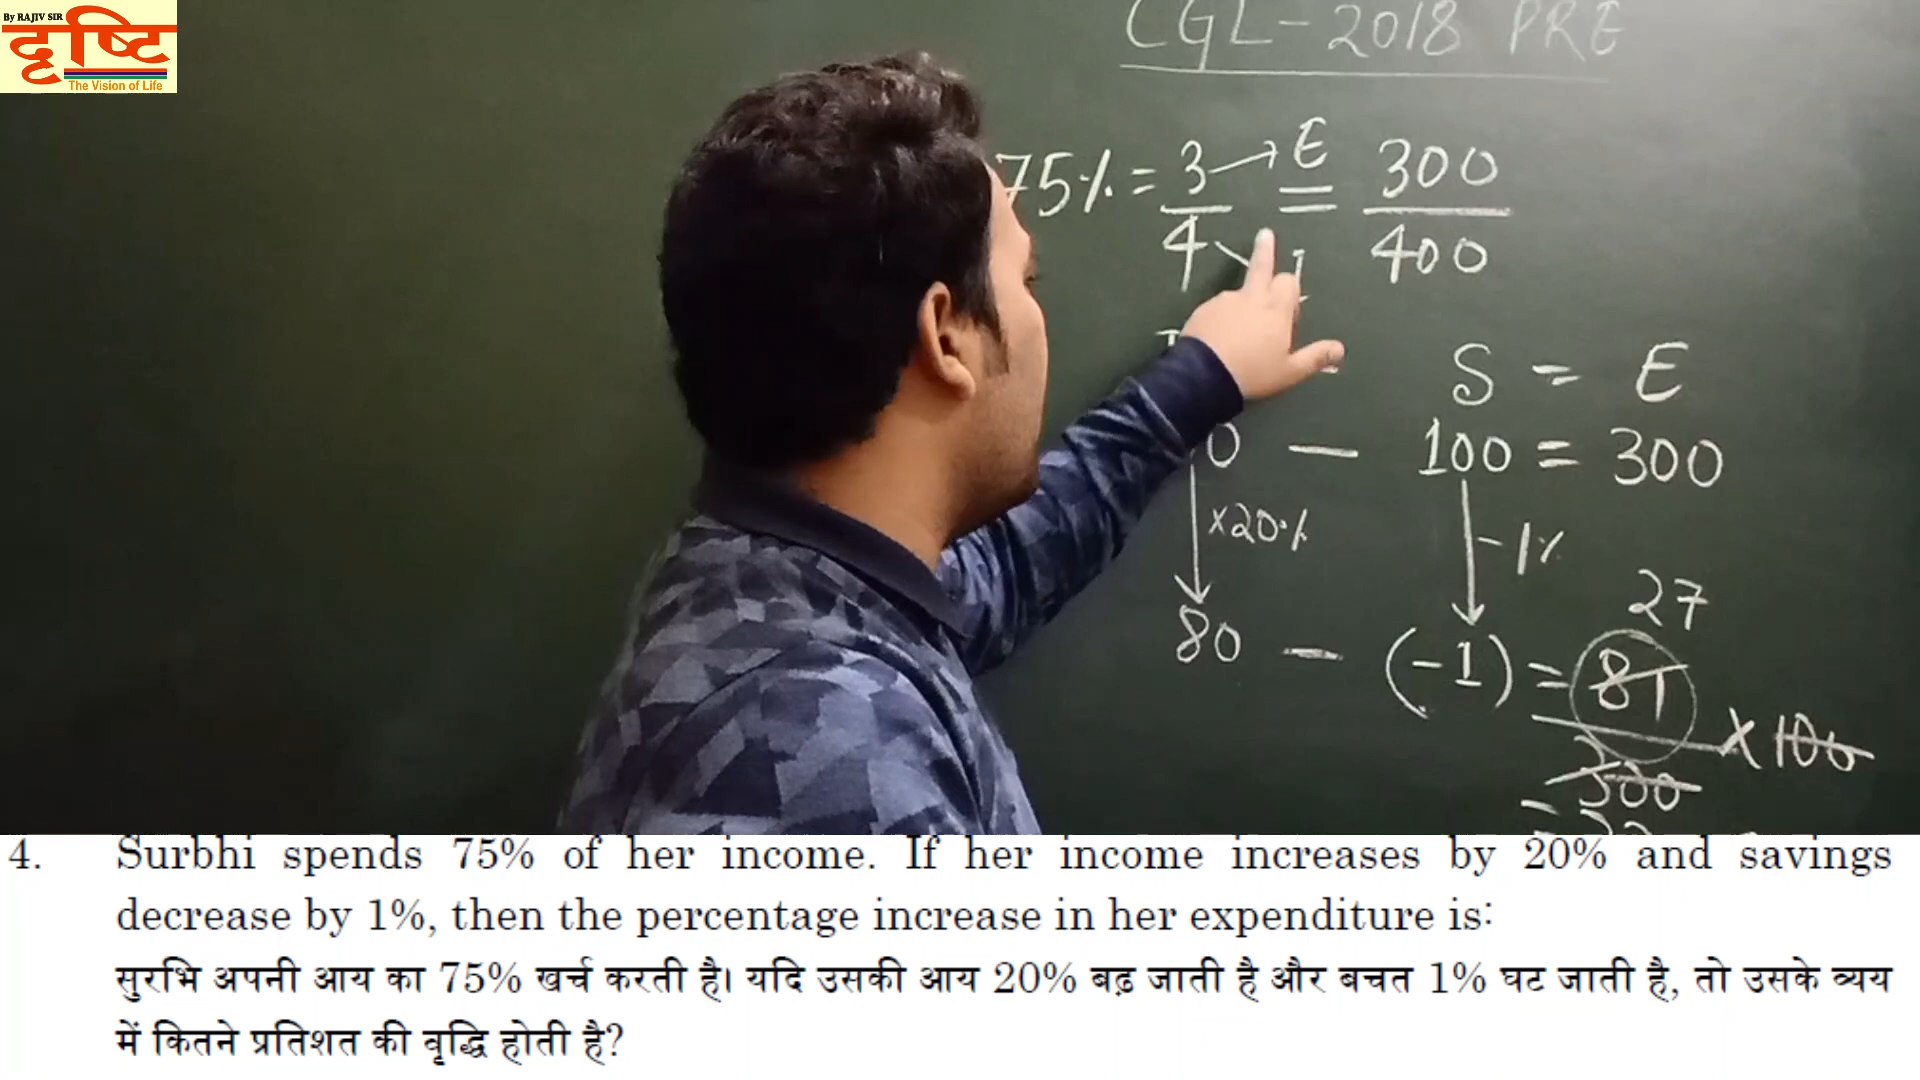 By RAJIV SIR
दृष्टि
The Vision of Life
CGL-2018 PRE
75% = 3/4 → E = 300/400
S = E
0 — 100 = 300
×20% -1%
27
80 — (-1) = 81 × 100
300
4. Surbhi spends 75% of her income. If her income increases by 20% and savings
decrease by 1%, then the percentage increase in her expenditure is:
सुरभि अपनी आय का 75% खर्च करती है। यदि उसकी आय 20% बढ़ जाती है और बचत 1% घट जाती है, तो उसके व्यय
में कितने प्रतिशत की वृद्धि होती है?